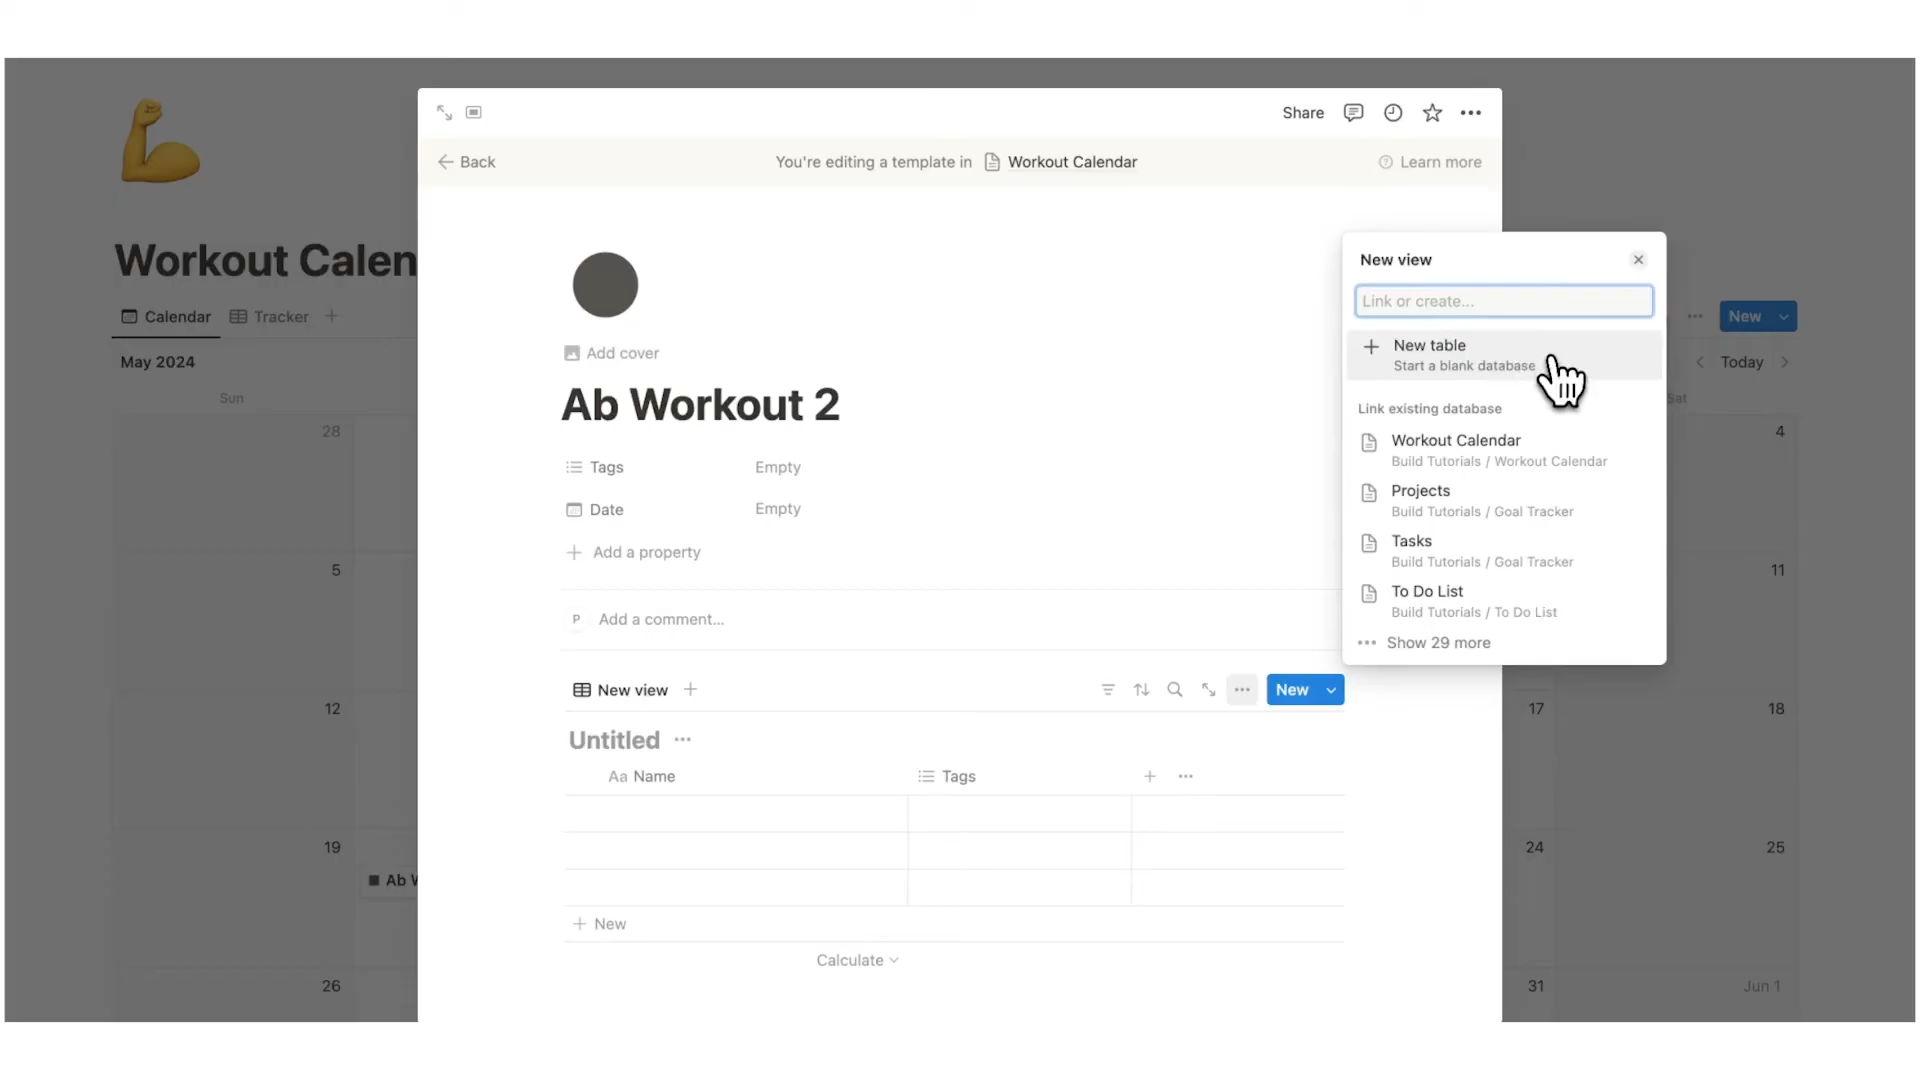 Share
Back
You're editing a template in Workout Calendar
Learn more
Workout Calen
Calendar
Tracker
New
May 2024
Today
Sun
Sat
28
4
5
11
12
17
18
19
24
25
Ab W
26
31
Jun 1
Add cover
Ab Workout 2
Tags Empty
Date Empty
Add a property
P Add a comment...
New view
New
Untitled
Aa Name
Tags
New
Calculate
New view
Link or create...
New table
Start a blank database
Link existing database
Workout Calendar
Build Tutorials / Workout Calendar
Projects
Build Tutorials / Goal Tracker
Tasks
Build Tutorials / Goal Tracker
To Do List
Build Tutorials / To Do List
Show 29 more